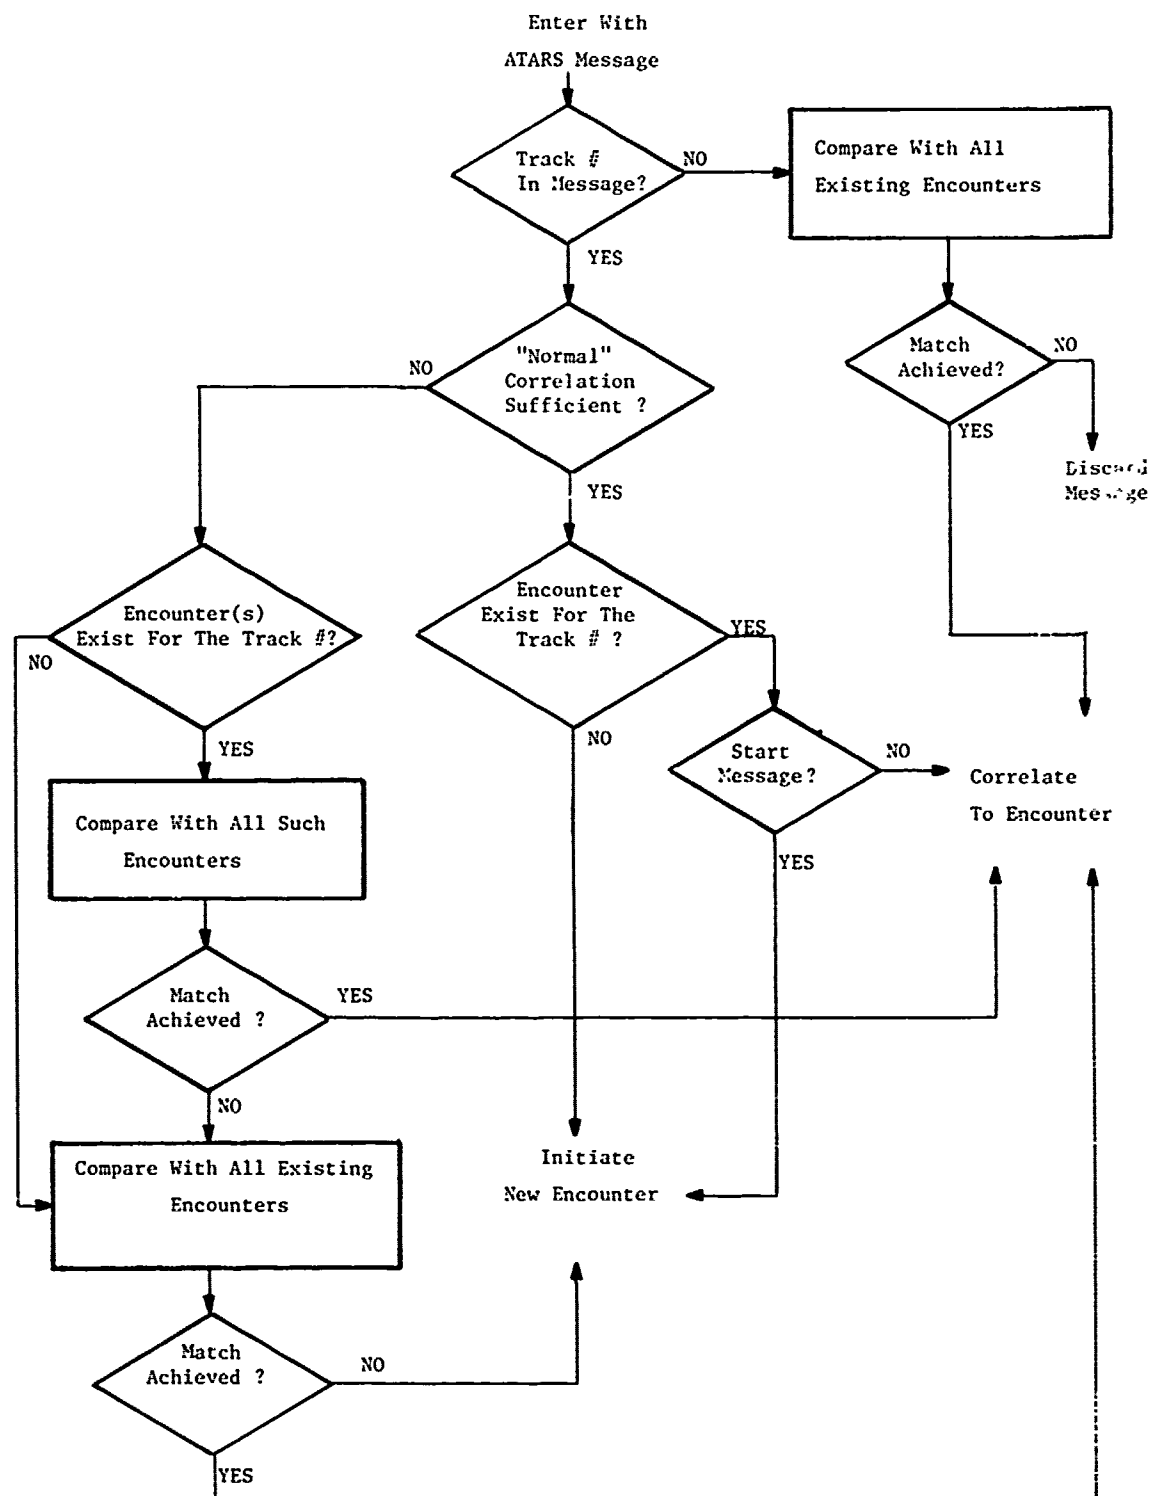 Enter With
ATARS Message
Track #
In Message?
NO
YES
Compare With All
Existing Encounters
Match
Achieved?
NO
YES
Discard
Message
"Normal"
Correlation
Sufficient ?
NO
YES
Encounter(s)
Exist For The Track #?
NO
YES
Encounter
Exist For The
Track # ?
YES
NO
Start
Message?
NO
YES
Correlate
To Encounter
Compare With All Such
Encounters
Match
Achieved ?
YES
NO
Compare With All Existing
Encounters
Initiate
New Encounter
Match
Achieved ?
NO
YES